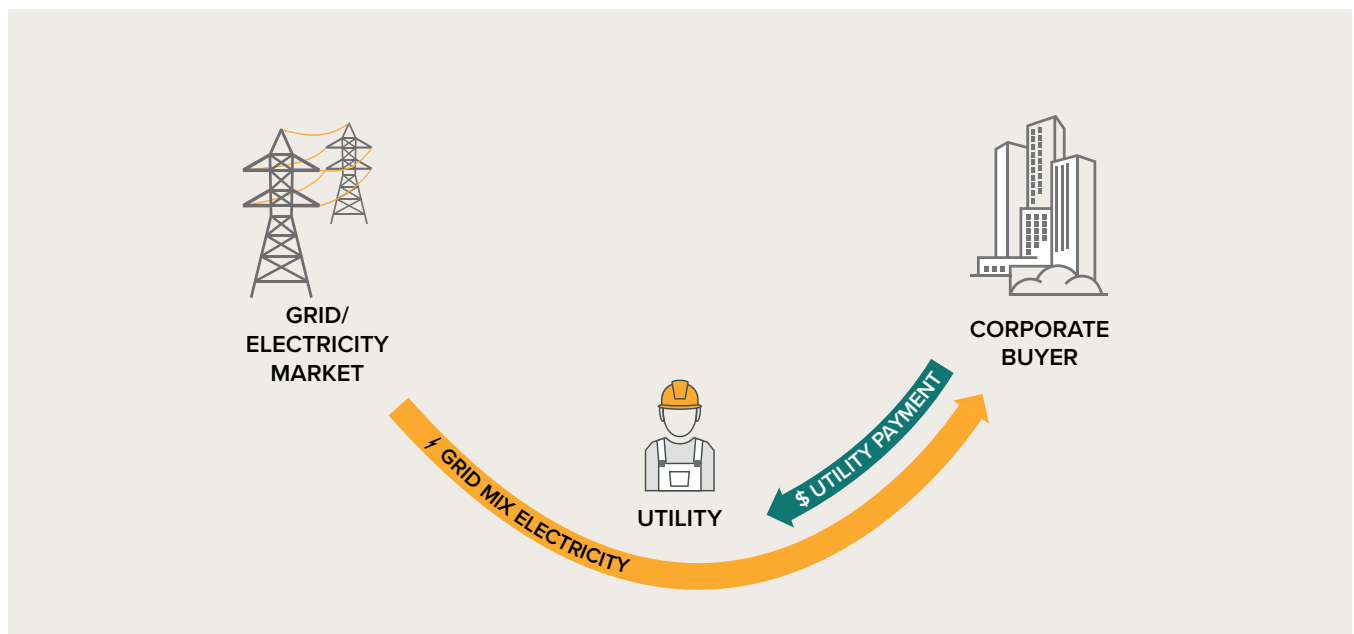 GRID/
ELECTRICITY
MARKET
CORPORATE
BUYER
$ UTILITY PAYMENT
GRID MIX ELECTRICITY
UTILITY